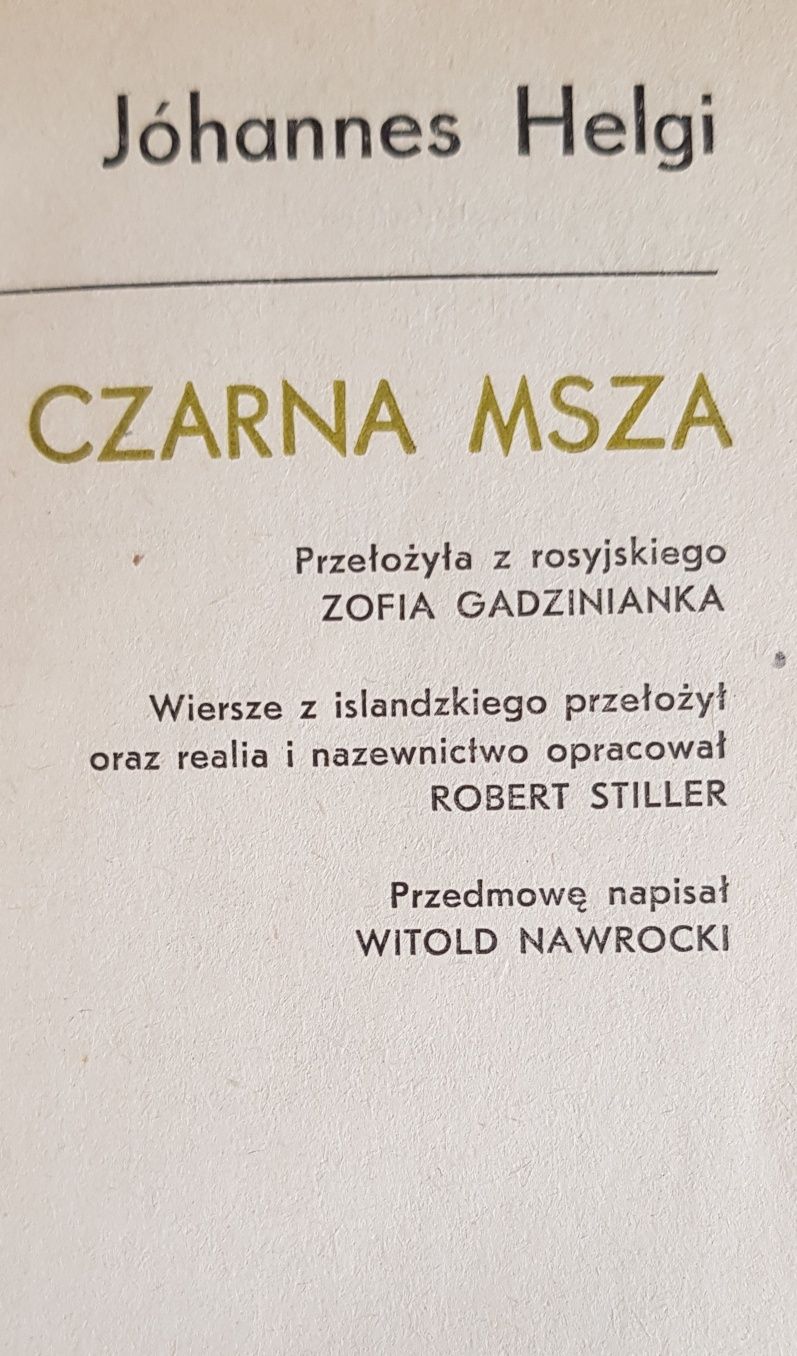 Jóhannes Helgi
CZARNA MSZA
Przełożyła z rosyjskiego
ZOFIA GADZINIANKA
Wiersze z islandzkiego przełożył
oraz realia i nazewnictwo opracował
ROBERT STILLER
Przedmowę napisał
WITOLD NAWROCKI